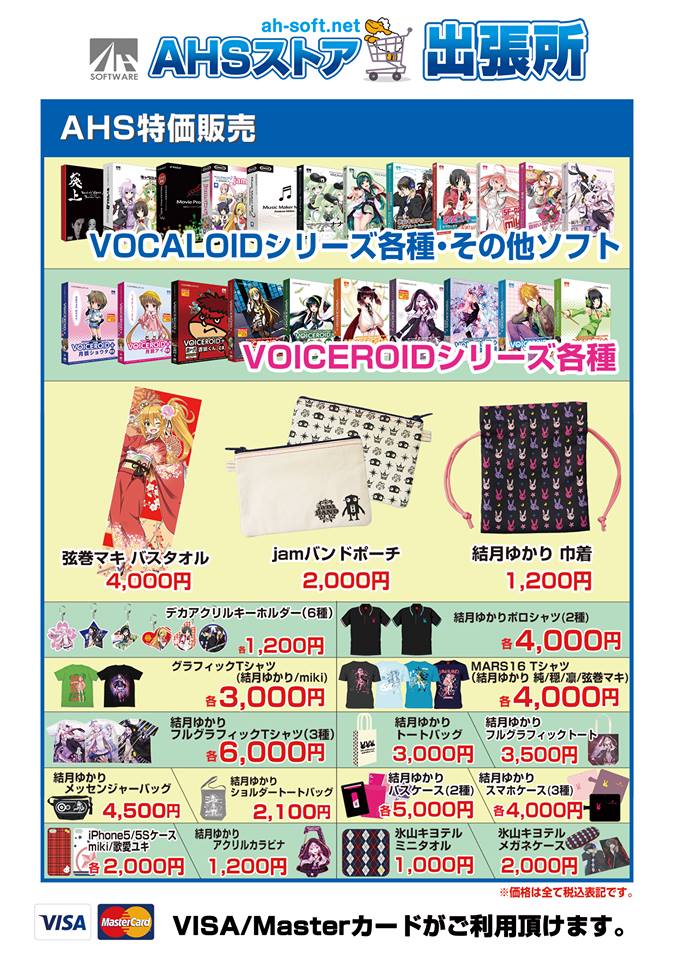 ah-soft.net
AH SOFTWARE
AHSストア 出張所
AHS特価販売
VOCALOIDシリーズ各種・その他ソフト
VOICEROIDシリーズ各種
弦巻マキ バスタオル
4,000円
jamバンドポーチ
2,000円
結月ゆかり 巾着
1,200円
デカアクリルキーホルダー(6種)
各1,200円
結月ゆかりポロシャツ(2種)
各4,000円
グラフィックTシャツ
(結月ゆかり/miki)
各3,000円
MARS16 Tシャツ
(結月ゆかり 純/穏/凛/弦巻マキ)
各4,000円
結月ゆかり
フルグラフィックTシャツ(3種)
各6,000円
結月ゆかり
トートバッグ
3,000円
結月ゆかり
フルグラフィックトート
3,500円
結月ゆかり
メッセンジャーバッグ
4,500円
結月ゆかり
ショルダートートバッグ
2,100円
結月ゆかり
パスケース(2種)
各5,000円
結月ゆかり
スマホケース(3種)
各4,000円
iPhone5/5Sケース
miki/歌愛ユキ
各2,000円
結月ゆかり
アクリルカラビナ
1,200円
氷山キヨテル
ミニタオル
1,000円
氷山キヨテル
メガネケース
2,000円
※価格は全て税込表記です。
VISA
MasterCard
VISA/Masterカードがご利用頂けます。